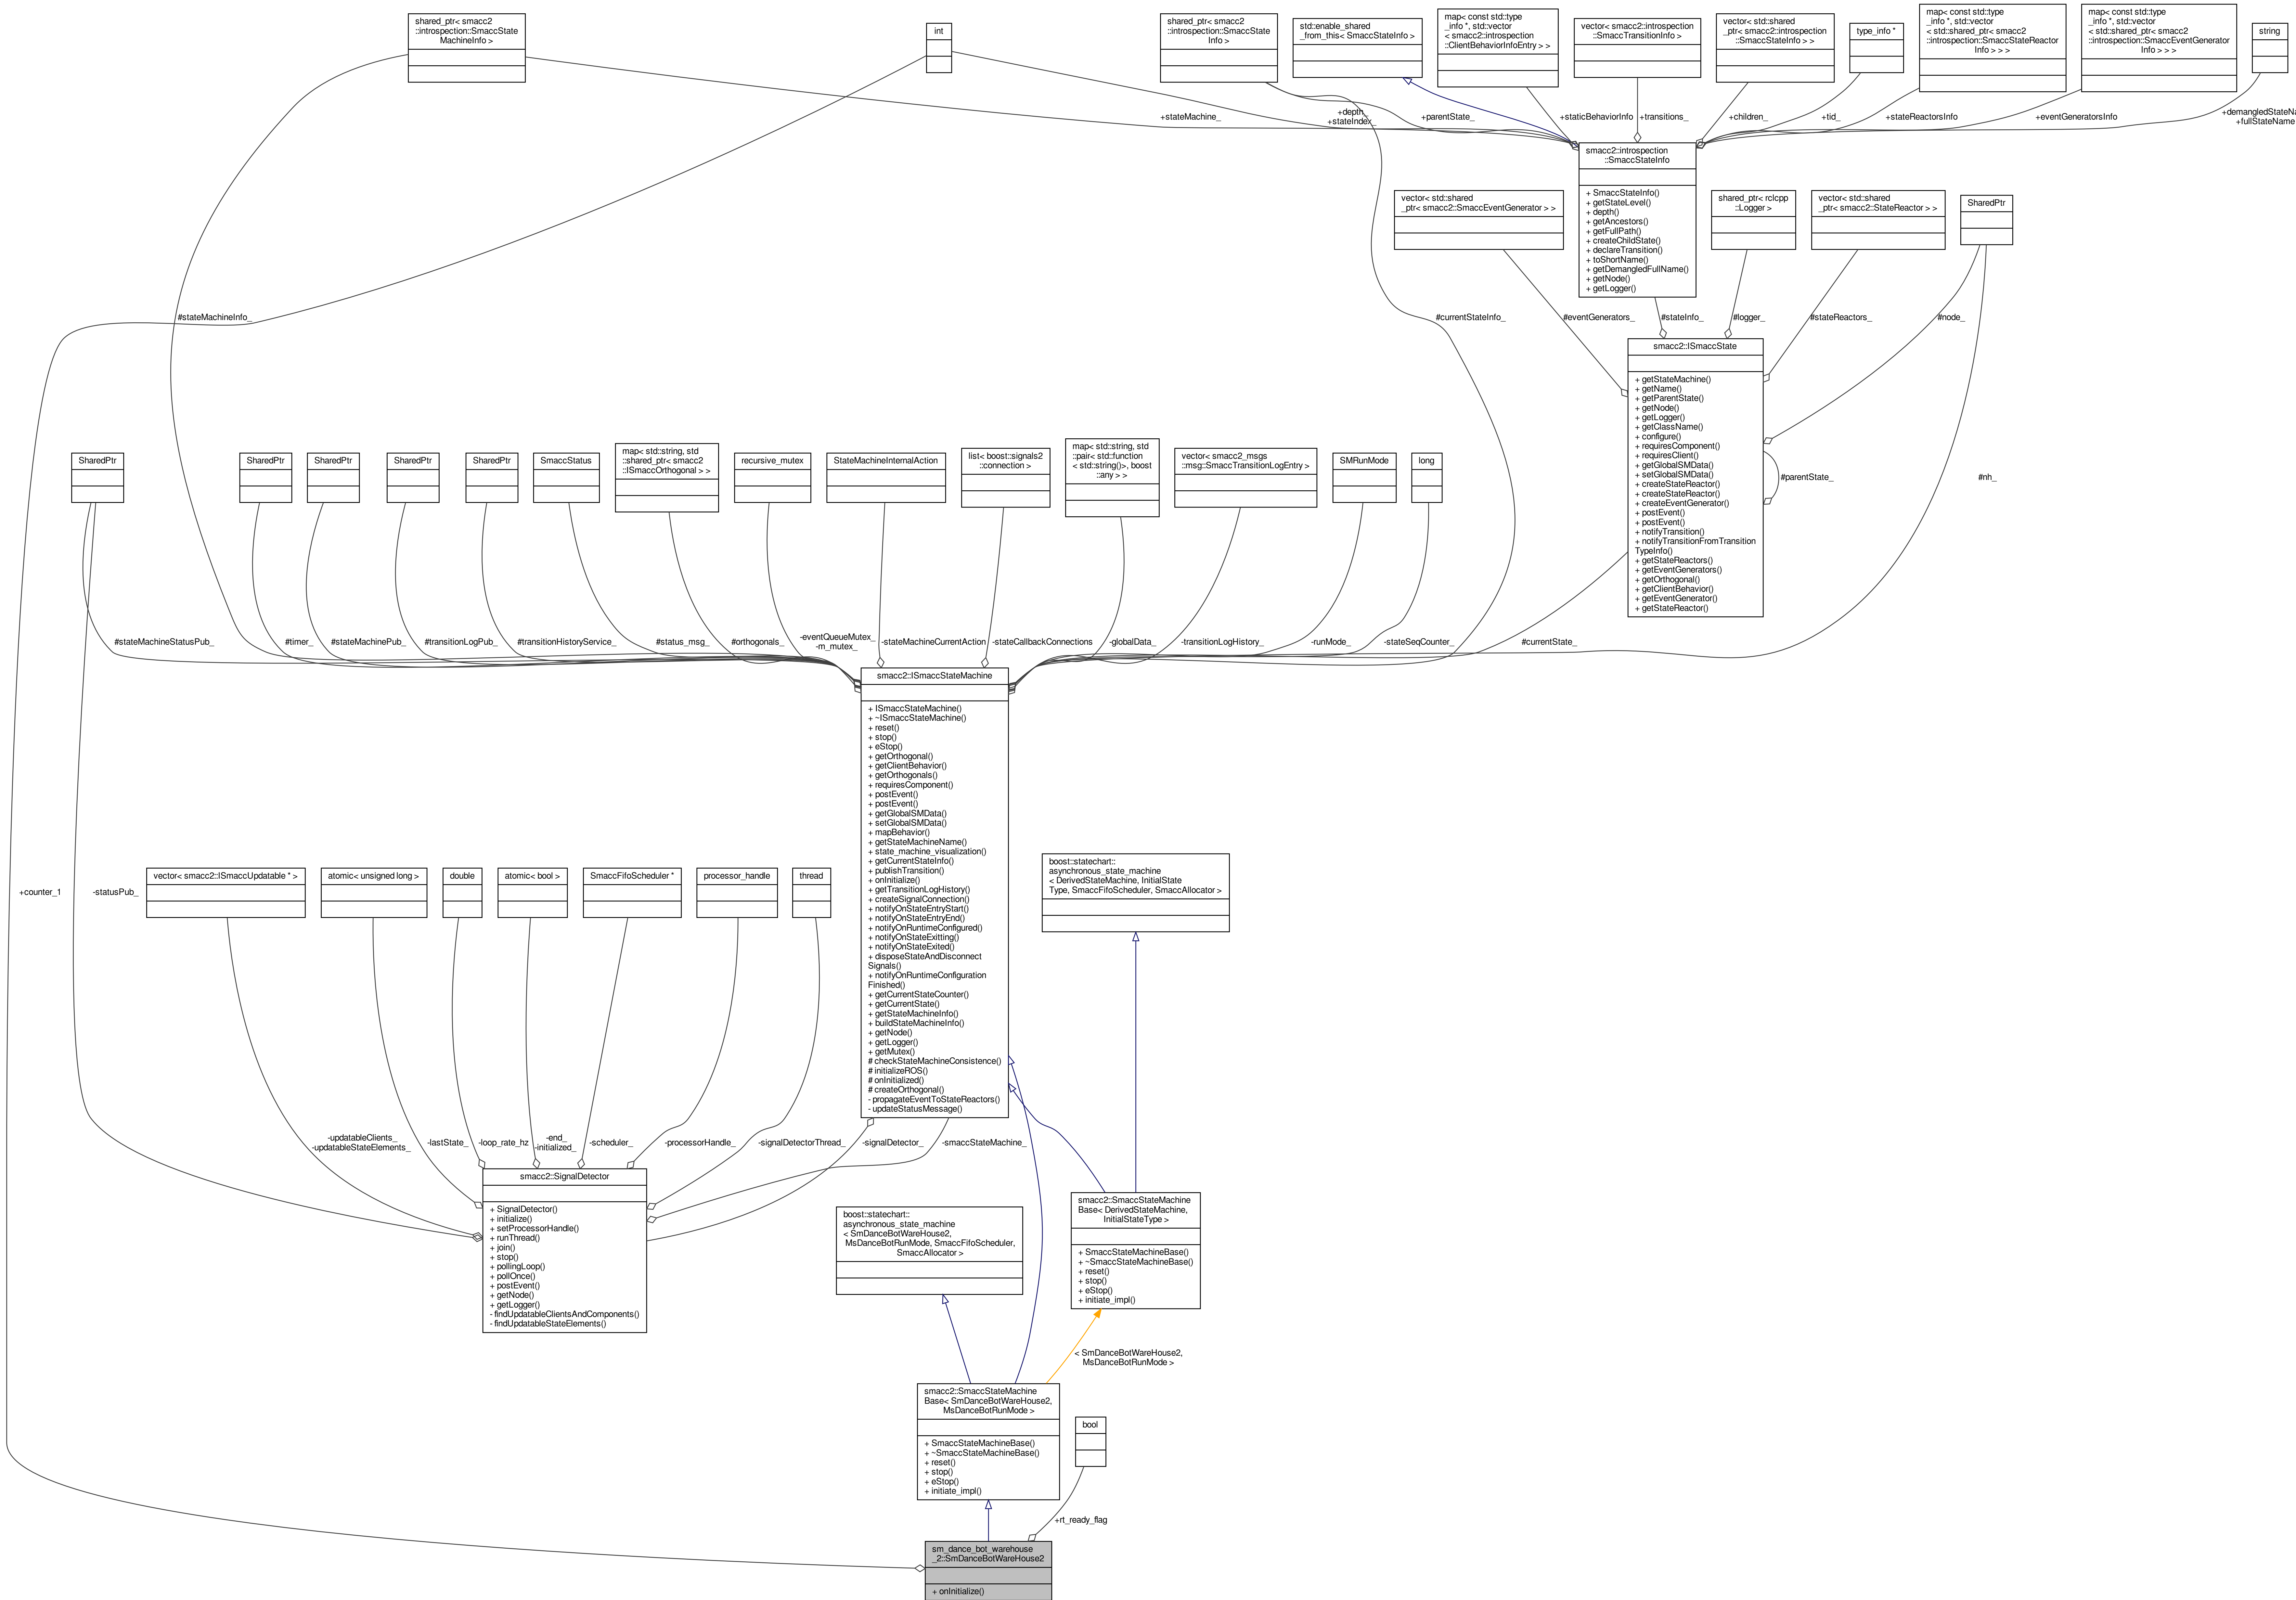 shared_ptr< smacc2
::introspection::SmaccState
MachineInfo >
int
shared_ptr< smacc2
::introspection::SmaccState
Info >
std::enable_shared
_from_this< SmaccStateInfo >
map< const std::type
_info *, std::vector
< smacc2::introspection
::ClientBehaviorInfoEntry > >
vector< smacc2::introspection
::SmaccTransitionInfo >
vector< std::shared
_ptr< smacc2::introspection
::SmaccStateInfo > >
type_info *
map< const std::type
_info *, std::vector
< std::shared_ptr< smacc2
::introspection::SmaccStateReactor
Info > > >
map< const std::type
_info *, std::vector
< std::shared_ptr< smacc2
::introspection::SmaccEventGenerator
Info > > >
string
+stateMachine_
+depth_
+stateIndex_
+parentState_
+staticBehaviorInfo
+transitions_
+children_
+tid_
+stateReactorsInfo
+eventGeneratorsInfo
+demangledStateNa
+fullStateName
smacc2::introspection
::SmaccStateInfo
+ SmaccStateInfo()
+ getStateLevel()
+ depth()
+ getAncestors()
+ getFullPath()
+ createChildState()
+ declareTransition()
+ toShortName()
+ getDemangledFullName()
+ getNode()
+ getLogger()
vector< std::shared
_ptr< smacc2::SmaccEventGenerator > >
shared_ptr< rclcpp
::Logger >
vector< std::shared
_ptr< smacc2::StateReactor > >
SharedPtr
#stateMachineInfo_
#currentStateInfo_
#eventGenerators_
#stateInfo_
#logger_
#stateReactors_
#node_
smacc2::ISmaccState
+ getStateMachine()
+ getName()
+ getParentState()
+ getNode()
+ getLogger()
+ getClassName()
+ configure()
+ requiresComponent()
+ requiresClient()
+ getGlobalSMData()
+ setGlobalSMData()
+ createStateReactor()
+ createStateReactor()
+ createEventGenerator()
+ postEvent()
+ postEvent()
+ notifyTransition()
+ notifyTransitionFromTransition
TypeInfo()
+ getStateReactors()
+ getEventGenerators()
+ getOrthogonal()
+ getClientBehavior()
+ getEventGenerator()
+ getStateReactor()
#parentState_
#nh_
SharedPtr
SharedPtr
SharedPtr
SharedPtr
SharedPtr
SmaccStatus
map< std::string, std
::shared_ptr< smacc2
::ISmaccOrthogonal > >
recursive_mutex
StateMachineInternalAction
list< boost::signals2
::connection >
map< std::string, std
::pair< std::function
< std::string()>, boost
::any > >
vector< smacc2_msgs
::msg::SmaccTransitionLogEntry >
SMRunMode
long
#stateMachineStatusPub_
#timer_
#stateMachinePub_
#transitionLogPub_
#transitionHistoryService_
#status_msg_
#orthogonals_
-eventQueueMutex_
-m_mutex_
-stateMachineCurrentAction
-stateCallbackConnections
-globalData_
-transitionLogHistory_
-runMode_
-stateSeqCounter_
#currentState_
smacc2::ISmaccStateMachine
+ ISmaccStateMachine()
+ ~ISmaccStateMachine()
+ reset()
+ stop()
+ eStop()
+ getOrthogonal()
+ getClientBehavior()
+ getOrthogonals()
+ requiresComponent()
+ postEvent()
+ postEvent()
+ getGlobalSMData()
+ setGlobalSMData()
+ mapBehavior()
+ getStateMachineName()
+ state_machine_visualization()
+ getCurrentStateInfo()
+ publishTransition()
+ onInitialize()
+ getTransitionLogHistory()
+ createSignalConnection()
+ notifyOnStateEntryStart()
+ notifyOnStateEntryEnd()
+ notifyOnRuntimeConfigured()
+ notifyOnStateExitting()
+ notifyOnStateExited()
+ disposeStateAndDisconnect
Signals()
+ notifyOnRuntimeConfiguration
Finished()
+ getCurrentStateCounter()
+ getCurrentState()
+ getStateMachineInfo()
+ buildStateMachineInfo()
+ getNode()
+ getLogger()
+ getMutex()
# checkStateMachineConsistence()
# initializeROS()
# onInitialized()
# createOrthogonal()
- propagateEventToStateReactors()
- updateStatusMessage()
+counter_1
-statusPub_
vector< smacc2::ISmaccUpdatable * >
atomic< unsigned long >
double
atomic< bool >
SmaccFifoScheduler *
processor_handle
thread
boost::statechart::
asynchronous_state_machine
< DerivedStateMachine, InitialState
Type, SmaccFifoScheduler, SmaccAllocator >
-updatableClients_
-updatableStateElements_
-lastState_
-loop_rate_hz
-end_
-initialized_
-scheduler_
-processorHandle_
-signalDetectorThread_
-signalDetector_
-smaccStateMachine_
smacc2::SignalDetector
+ SignalDetector()
+ initialize()
+ setProcessorHandle()
+ runThread()
+ join()
+ stop()
+ pollingLoop()
+ pollOnce()
+ postEvent()
+ getNode()
+ getLogger()
- findUpdatableClientsAndComponents()
- findUpdatableStateElements()
boost::statechart::
asynchronous_state_machine
< SmDanceBotWareHouse2,
MsDanceBotRunMode, SmaccFifoScheduler,
SmaccAllocator >
smacc2::SmaccStateMachine
Base< DerivedStateMachine,
InitialStateType >
+ SmaccStateMachineBase()
+ ~SmaccStateMachineBase()
+ reset()
+ stop()
+ eStop()
+ initiate_impl()
< SmDanceBotWareHouse2,
MsDanceBotRunMode >
smacc2::SmaccStateMachine
Base< SmDanceBotWareHouse2,
MsDanceBotRunMode >
+ SmaccStateMachineBase()
+ ~SmaccStateMachineBase()
+ reset()
+ stop()
+ eStop()
+ initiate_impl()
bool
+rt_ready_flag
sm_dance_bot_warehouse
_2::SmDanceBotWareHouse2
+ onInitialize()